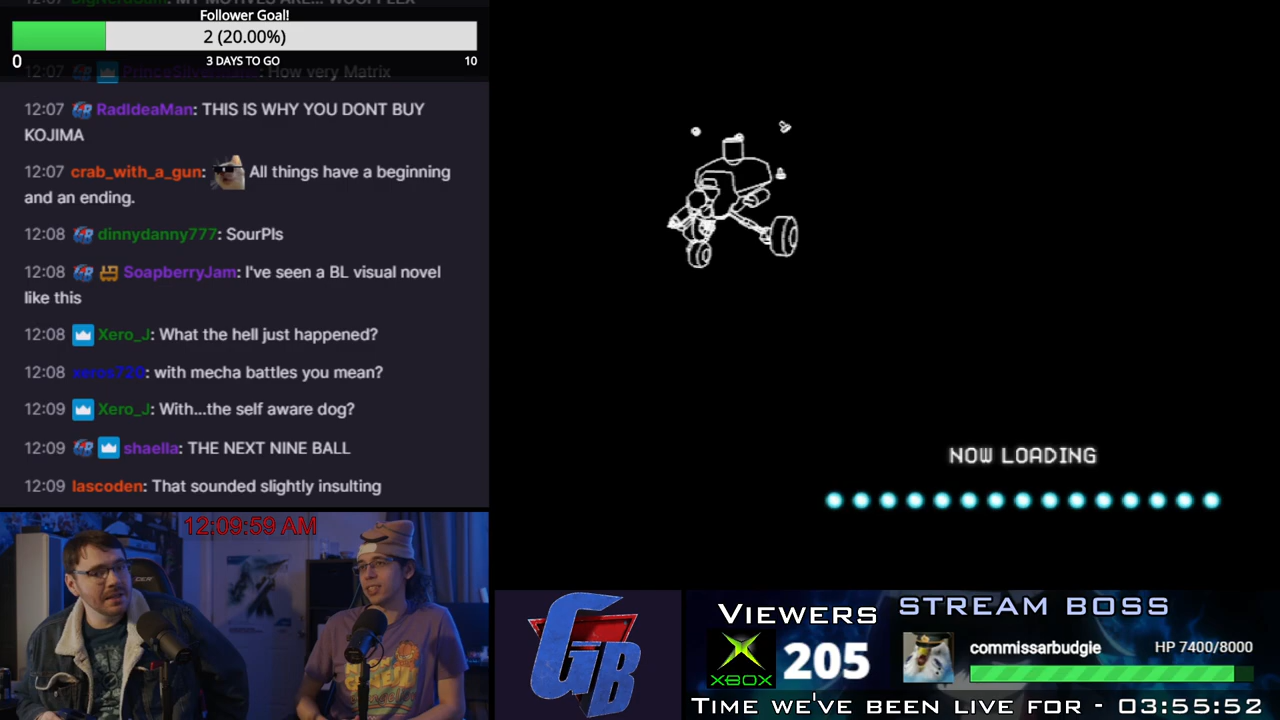 Follower Goal!
2 (20.00%)
0
3 DAYS TO GO
10
: How very Matrix
12:07 RadIdeaMan: THIS IS WHY YOU DONT BUY
KOJIMA
12:07 crab_with_a_gun: All things have a beginning
and an ending.
12:08 dinnydanny777: SourPls
12:08 SoapberryJam: I've seen a BL visual novel
like this
12:08 Xero_J: What the hell just happened?
12:08 xeros720: with mecha battles you mean?
12:09 Xero_J: With...the self aware dog?
12:09 shaella: THE NEXT NINE BALL
12:09 lascoden: That sounded slightly insulting
12:09:59 AM
NOW LOADING
GB
VIEWERS
XBOX
205
STREAM BOSS
commissarbudgie
HP 7400/8000
TIME WE'VE BEEN LIVE FOR - 03:55:52